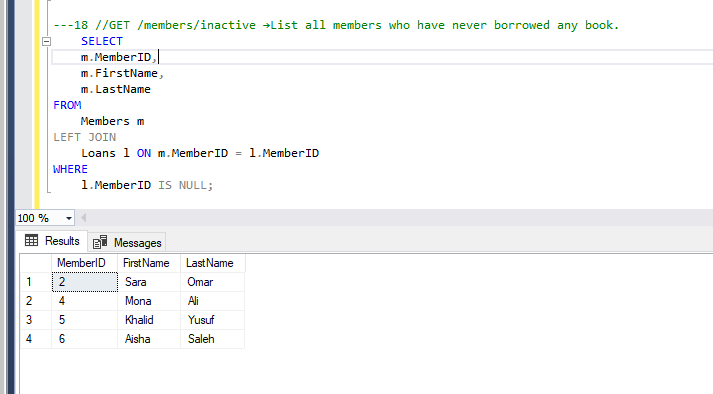 ---18 //GET /members/inactive →List all members who have never borrowed any book.
SELECT
m.MemberID,
m.FirstName,
m.LastName
FROM
Members m
LEFT JOIN
Loans l ON m.MemberID = l.MemberID
WHERE
l.MemberID IS NULL;
100 %
Results Messages
MemberID FirstName LastName
1 2 Sara Omar
2 4 Mona Ali
3 5 Khalid Yusuf
4 6 Aisha Saleh